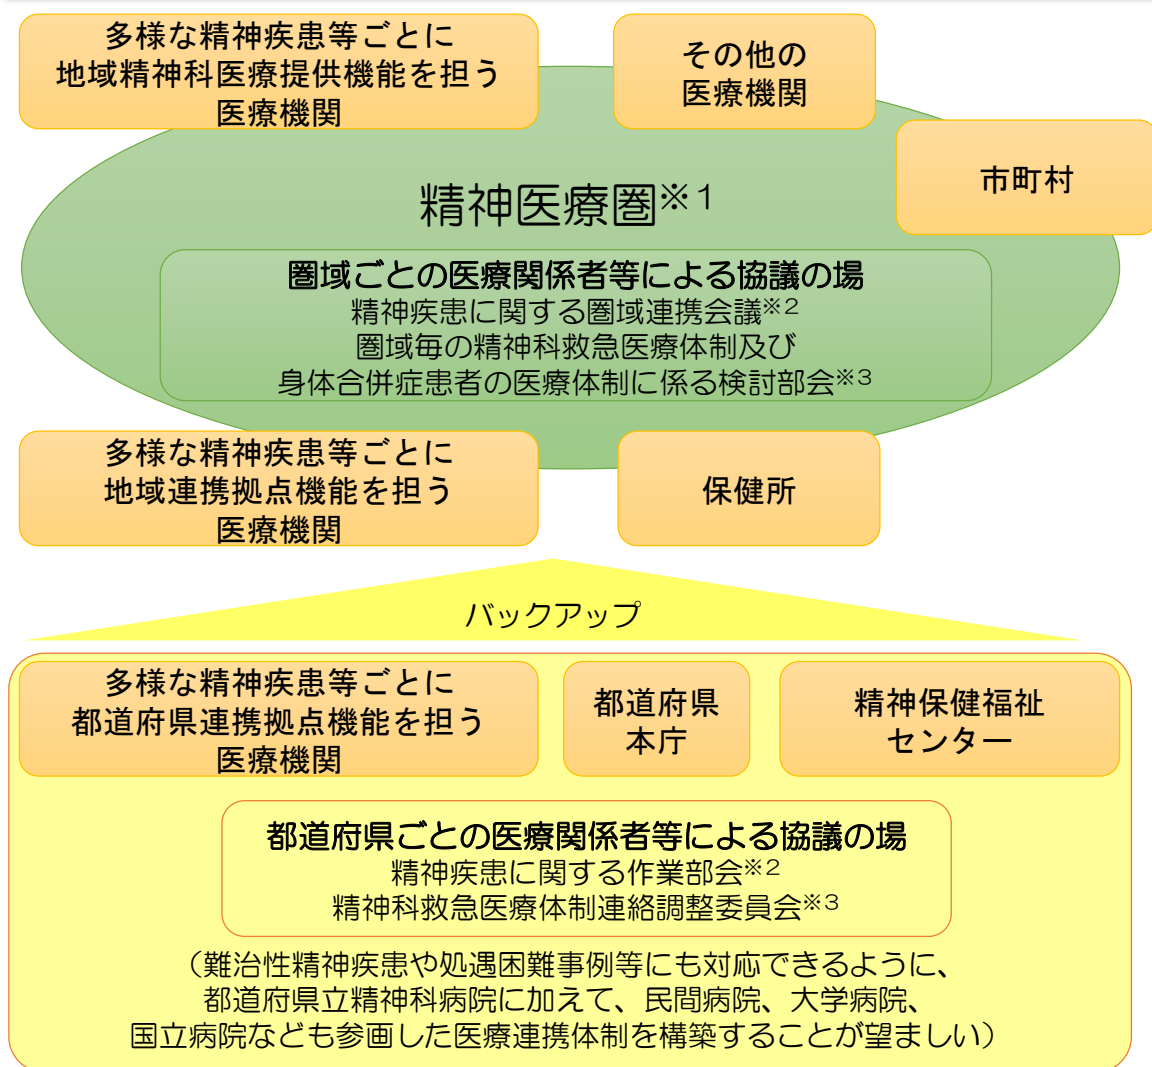 多様な精神疾患等ごとに
地域精神科医療提供機能を担う
医療機関
その他の
医療機関
市町村
精神医療圏※1
圏域ごとの医療関係者等による協議の場
精神疾患に関する圏域連携会議※2
圏域毎の精神科救急医療体制及び
身体合併症患者の医療体制に係る検討部会※3
多様な精神疾患等ごとに
地域連携拠点機能を担う
医療機関
保健所
バックアップ
多様な精神疾患等ごとに
都道府県連携拠点機能を担う
医療機関
都道府県
本庁
精神保健福祉
センター
都道府県ごとの医療関係者等による協議の場
精神疾患に関する作業部会※2
精神科救急医療体制連絡調整委員会※3
（難治性精神疾患や処遇困難事例等にも対応できるように、
都道府県立精神科病院に加えて、民間病院、大学病院、
国立病院なども参画した医療連携体制を構築することが望ましい）